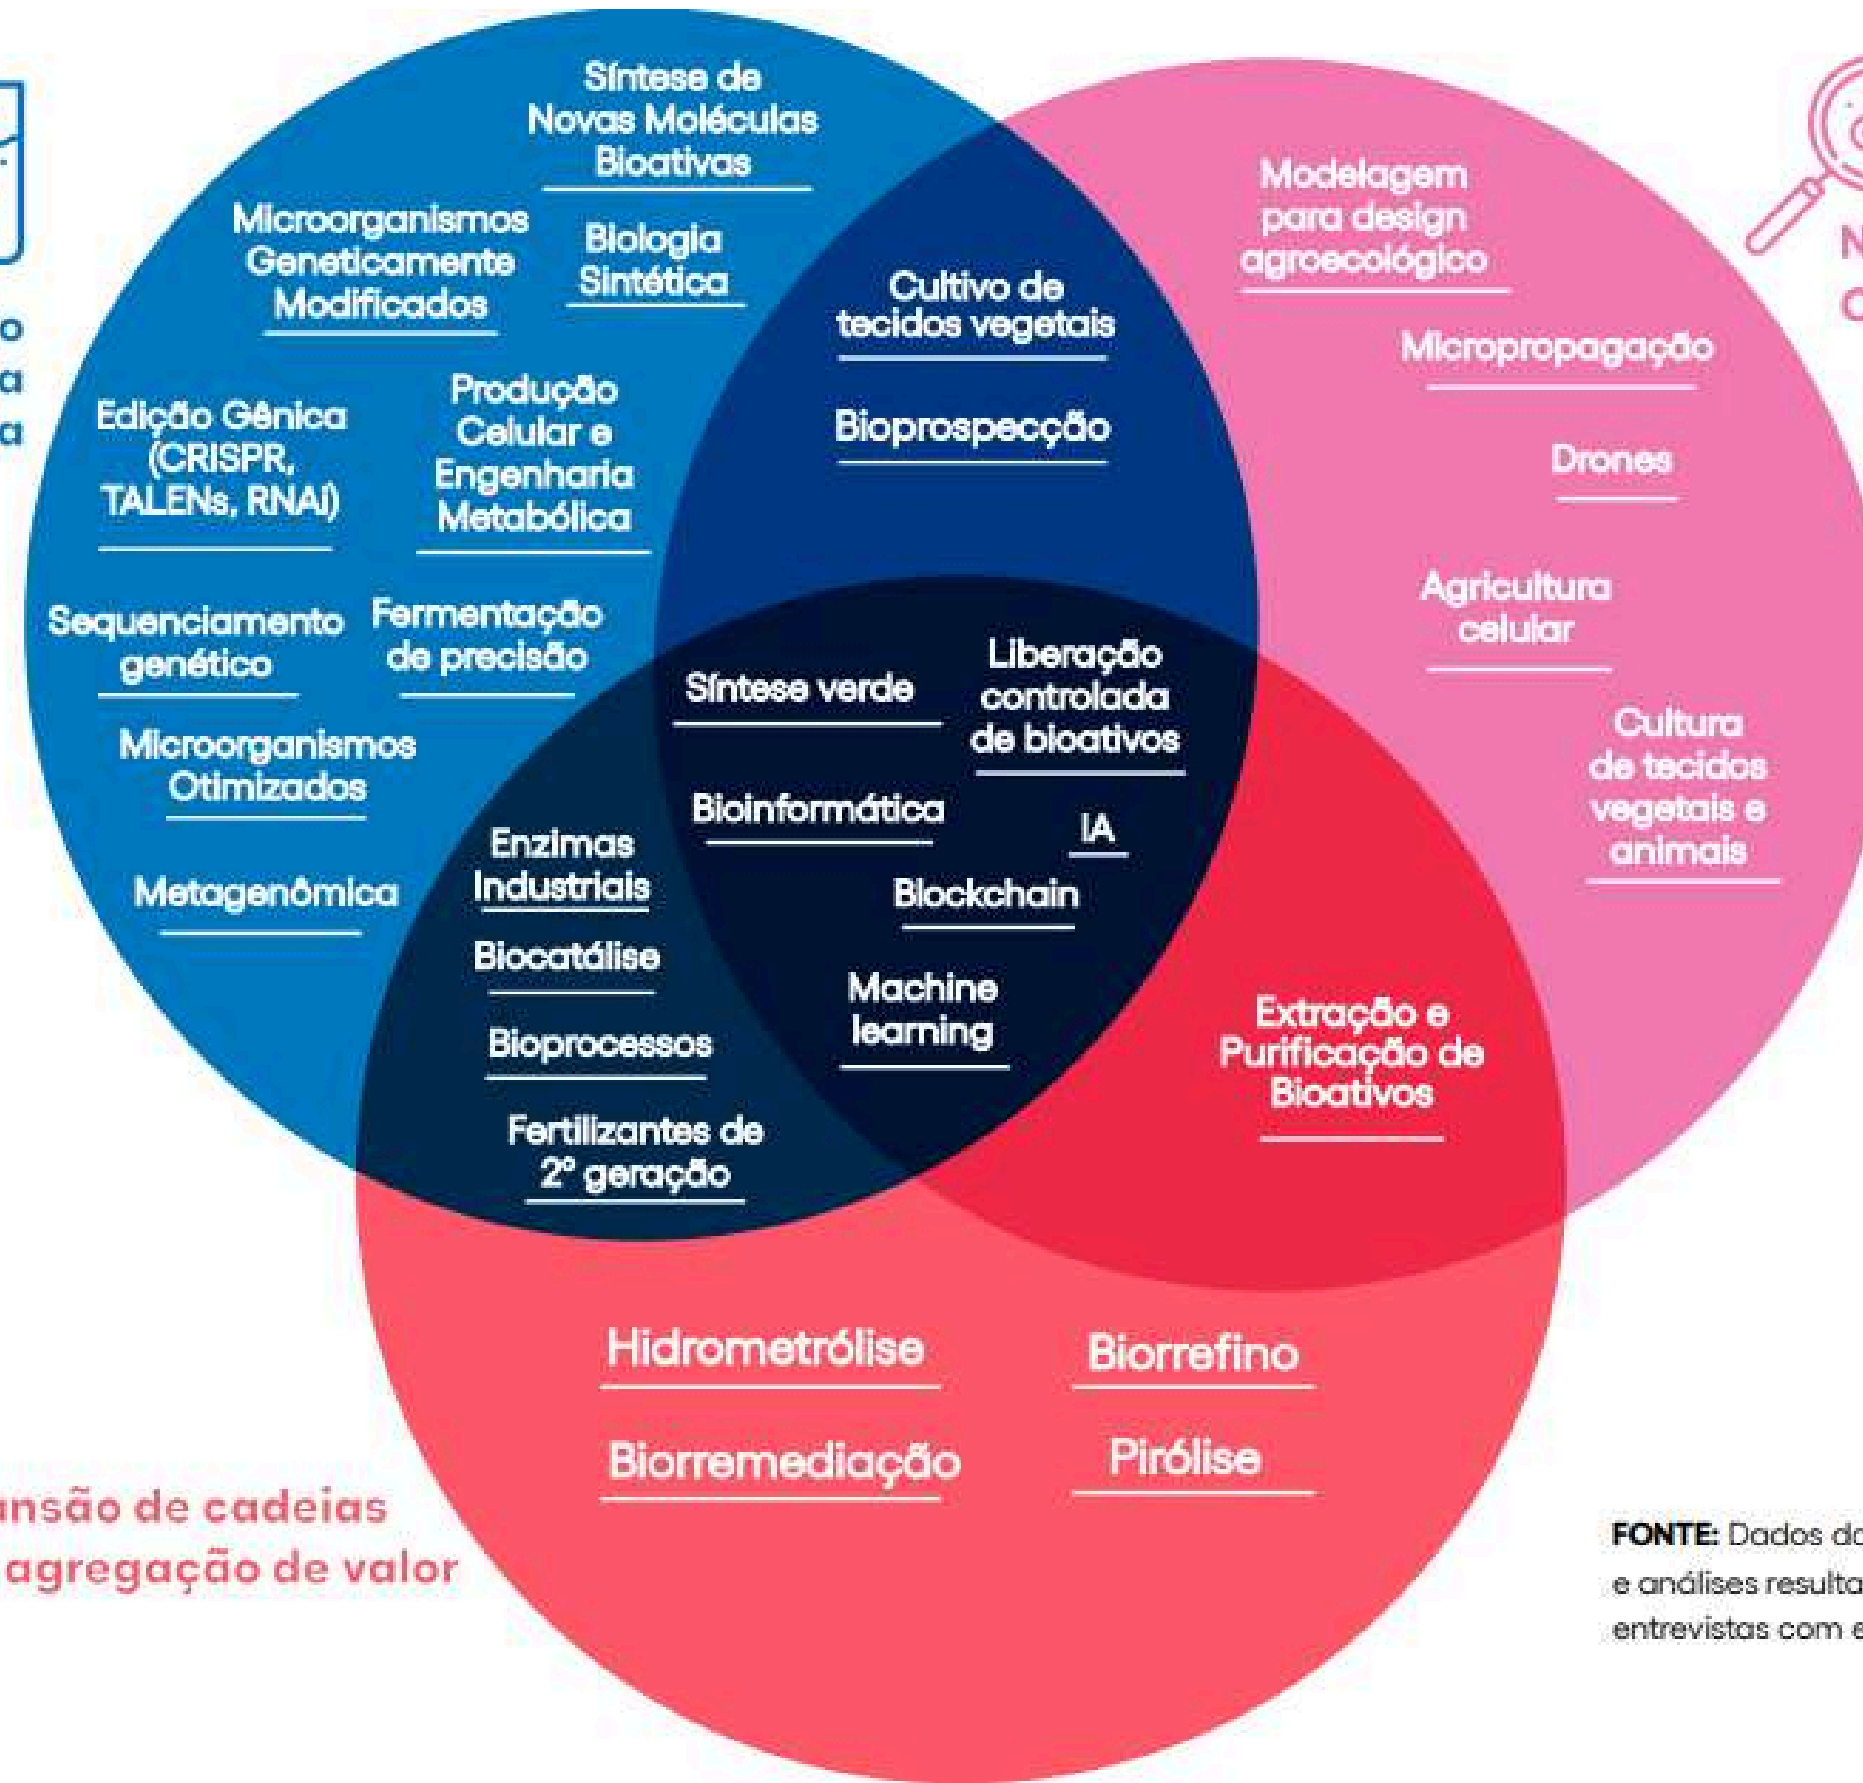 Síntese de
Novas Moléculas
Bioativas
Microorganismos
Geneticamente
Modificados
Biologia
Sintética
Edição Gênica
(CRISPR,
TALENs, RNAi)
Produção
Celular e
Engenharia
Metabólica
Sequenciamento
genético
Fermentação
de precisão
Microorganismos
Otimizados
Metagenômica
Cultivo de
tecidos vegetais
Bioprospecção
Modelagem
para design
agroecológico
Micropropagação
Drones
Agricultura
celular
Cultura
de tecidos
vegetais e
animais
Síntese verde
Liberação
controlada
de bioativos
Bioinformática
IA
Blockchain
Machine
learning
Enzimas
Industriais
Biocatálise
Bioprocessos
Fertilizantes de
2º geração
Extração e
Purificação de
Bioativos
Hidrometrólise
Biorrefino
Biorremediação
Pirólise
de cadeias
agregação de valor
FONTE: Dados
e análises
entrevistas com